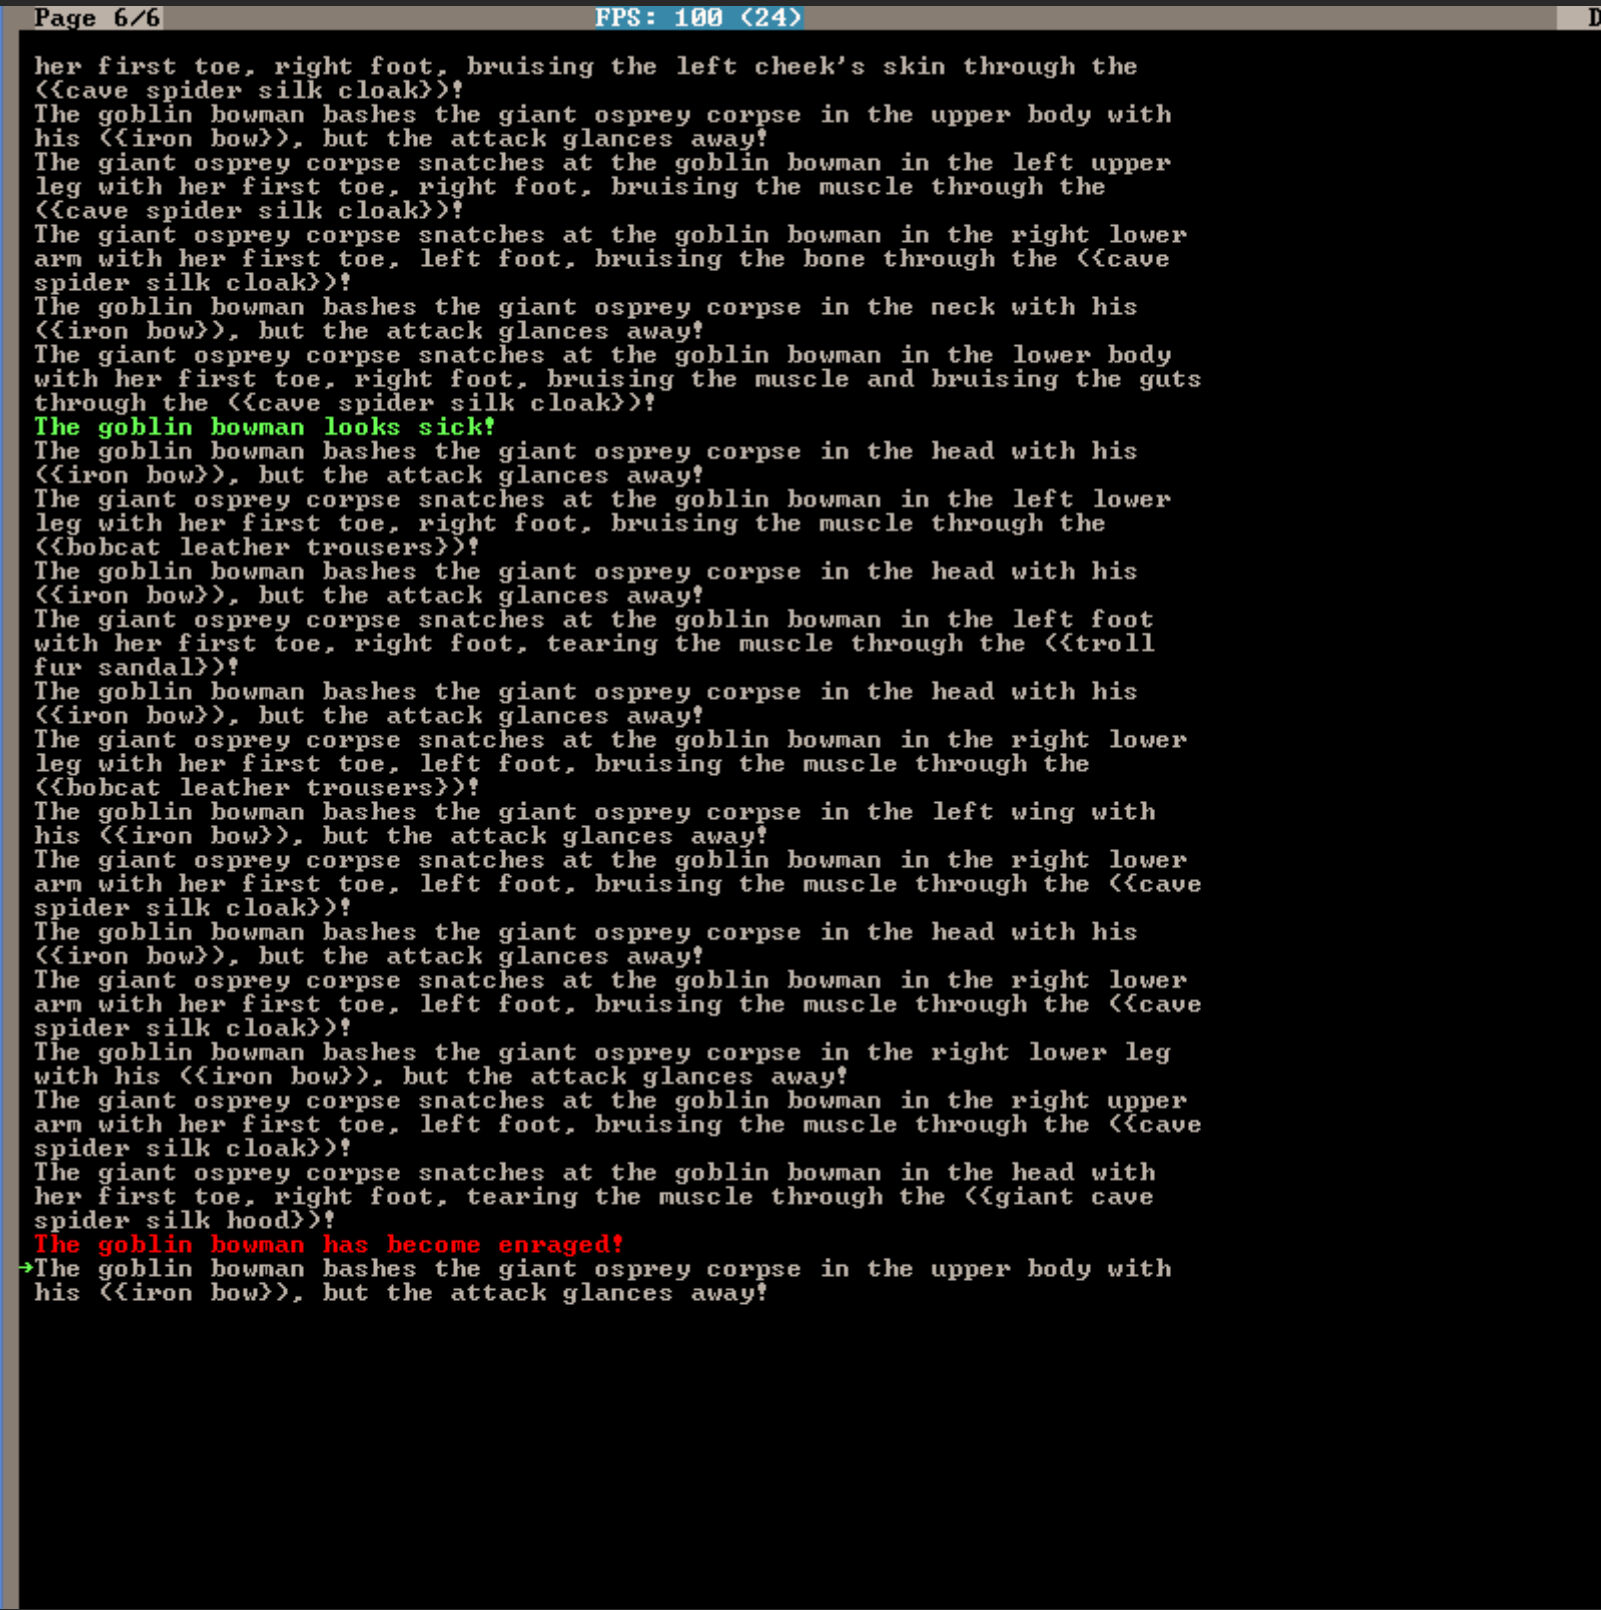 Page 6/6 FPS: 100 (24) D
her first toe, right foot, bruising the left cheek's skin through the
({cave spider silk cloak})!
The goblin bowman bashes the giant osprey corpse in the upper body with
his ({iron bow}), but the attack glances away!
The giant osprey corpse snatches at the goblin bowman in the left upper
leg with her first toe, right foot, bruising the muscle through the
({cave spider silk cloak})!
The giant osprey corpse snatches at the goblin bowman in the right lower
arm with her first toe, left foot, bruising the bone through the ({cave
spider silk cloak})!
The goblin bowman bashes the giant osprey corpse in the neck with his
({iron bow}), but the attack glances away!
The giant osprey corpse snatches at the goblin bowman in the lower body
with her first toe, right foot, bruising the muscle and bruising the guts
through the ({cave spider silk cloak})!
The goblin bowman looks sick!
The goblin bowman bashes the giant osprey corpse in the head with his
({iron bow}), but the attack glances away!
The giant osprey corpse snatches at the goblin bowman in the left lower
leg with her first toe, right foot, bruising the muscle through the
({bobcat leather trousers})!
The goblin bowman bashes the giant osprey corpse in the head with his
({iron bow}), but the attack glances away!
The giant osprey corpse snatches at the goblin bowman in the left foot
with her first toe, right foot, tearing the muscle through the ({troll
fur sandal})!
The goblin bowman bashes the giant osprey corpse in the head with his
({iron bow}), but the attack glances away!
The giant osprey corpse snatches at the goblin bowman in the right lower
leg with her first toe, left foot, bruising the muscle through the
({bobcat leather trousers})!
The goblin bowman bashes the giant osprey corpse in the left wing with
his ({iron bow}), but the attack glances away!
The giant osprey corpse snatches at the goblin bowman in the right lower
arm with her first toe, left foot, bruising the muscle through the ({cave
spider silk cloak})!
The goblin bowman bashes the giant osprey corpse in the head with his
({iron bow}), but the attack glances away!
The giant osprey corpse snatches at the goblin bowman in the right lower
arm with her first toe, left foot, bruising the muscle through the ({cave
spider silk cloak})!
The goblin bowman bashes the giant osprey corpse in the right lower leg
with his ({iron bow}), but the attack glances away!
The giant osprey corpse snatches at the goblin bowman in the right upper
arm with her first toe, left foot, bruising the muscle through the ({cave
spider silk cloak})!
The giant osprey corpse snatches at the goblin bowman in the head with
her first toe, right foot, tearing the muscle through the ({giant cave
spider silk hood})!
The goblin bowman has become enraged!
→The goblin bowman bashes the giant osprey corpse in the upper body with
his ({iron bow}), but the attack glances away!